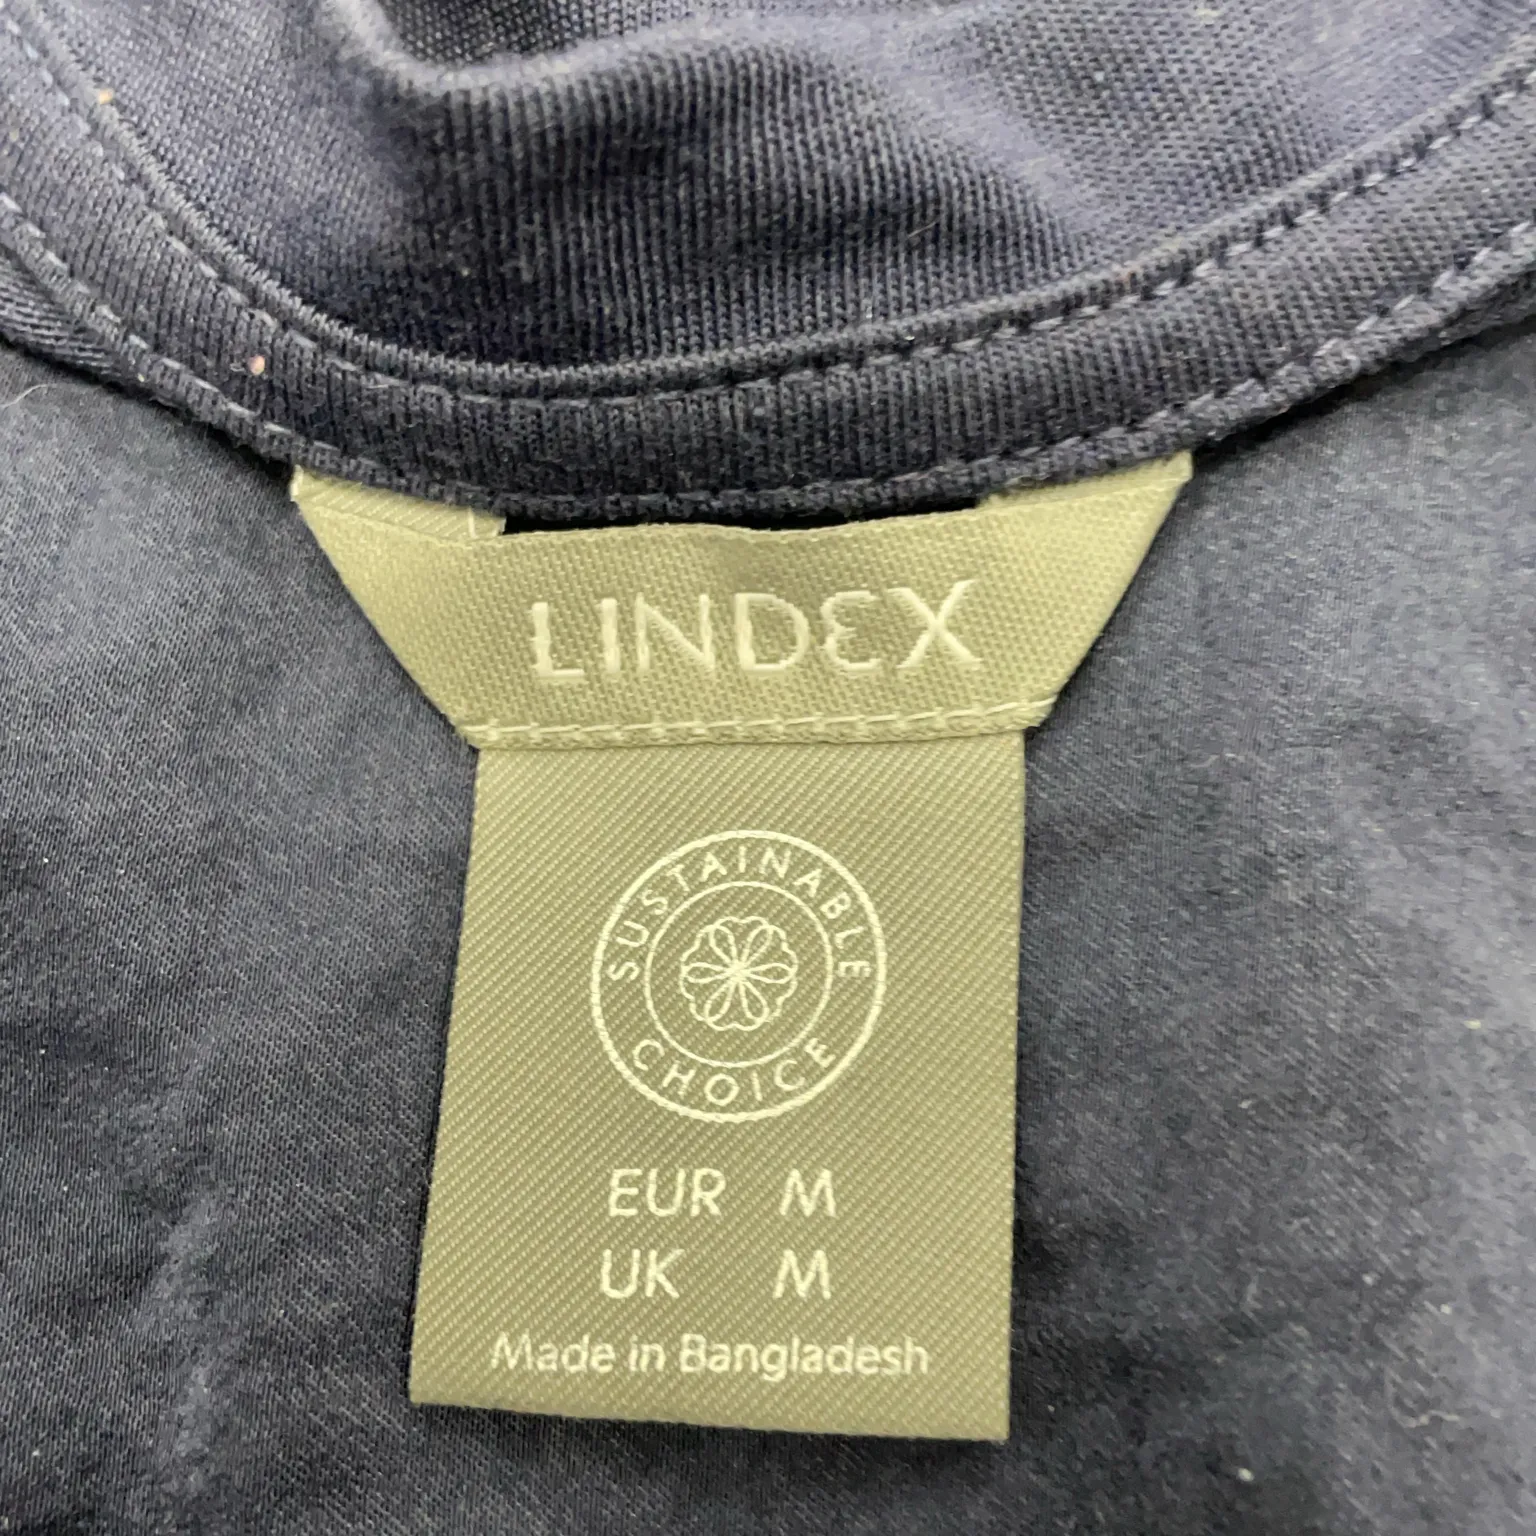 LINDEX
SUSTAINABLE
CHOICE
EUR M
UK M
Made in Bangladesh